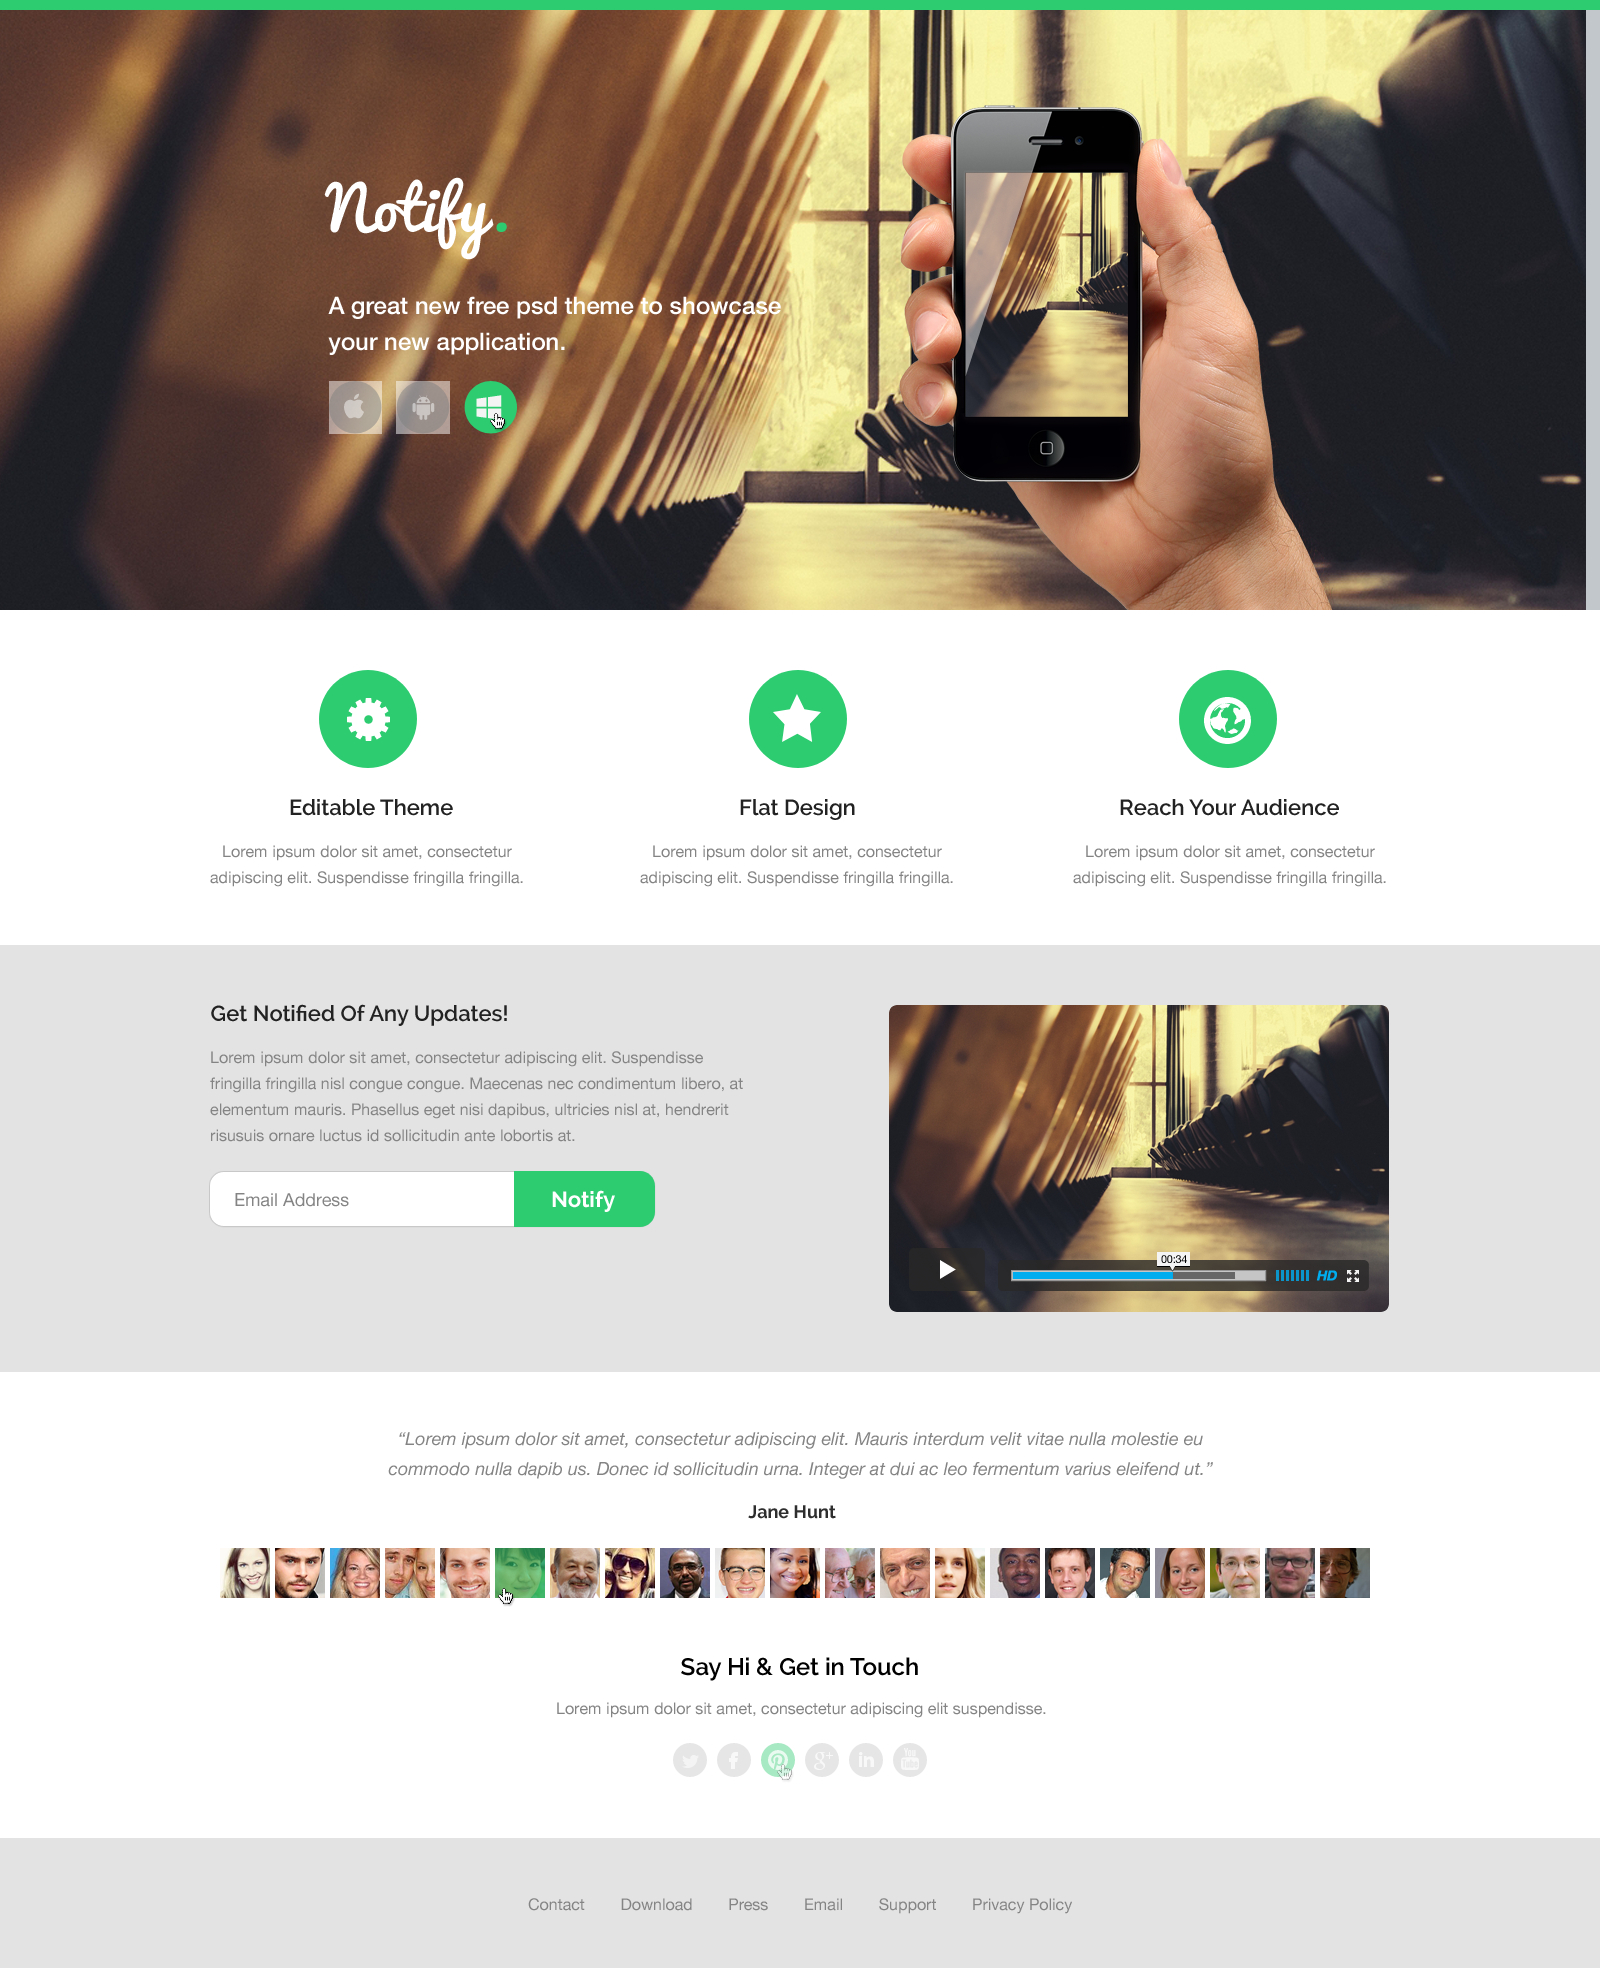 Notify.
A great new free psd theme to showcase
your new application.
Editable Theme
Lorem ipsum dolor sit amet, consectetur
adipiscing elit. Suspendisse fringilla fringilla.
Flat Design
Lorem ipsum dolor sit amet, consectetur
adipiscing elit. Suspendisse fringilla fringilla.
Reach Your Audience
Lorem ipsum dolor sit amet, consectetur
adipiscing elit. Suspendisse fringilla fringilla.
Get Notified Of Any Updates!
Lorem ipsum dolor sit amet, consectetur adipiscing elit. Suspendisse
fringilla fringilla nisl congue congue. Maecenas nec condimentum libero, at
elementum mauris. Phasellus eget nisi dapibus, ultricies nisl at, hendrerit
risusuis ornare luctus id sollicitudin ante lobortis at.
Email Address
Notify
00:34
HD
“Lorem ipsum dolor sit amet, consectetur adipiscing elit. Mauris interdum velit vitae nulla molestie eu
commodo nulla dapib us. Donec id sollicitudin urna. Integer at dui ac leo fermentum varius eleifend ut.”
Jane Hunt
Say Hi & Get in Touch
Lorem ipsum dolor sit amet, consectetur adipiscing elit suspendisse.
f
g+
in
You
Tube
Contact Download Press Email Support Privacy Policy